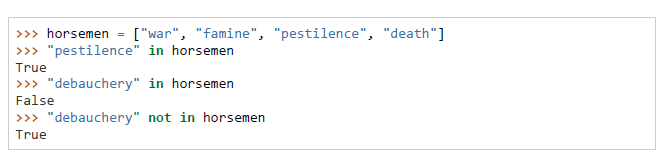 >>> horsemen = ["war", "famine", "pestilence", "death"]
>>> "pestilence" in horsemen
True
>>> "debauchery" in horsemen
False
>>> "debauchery" not in horsemen
True